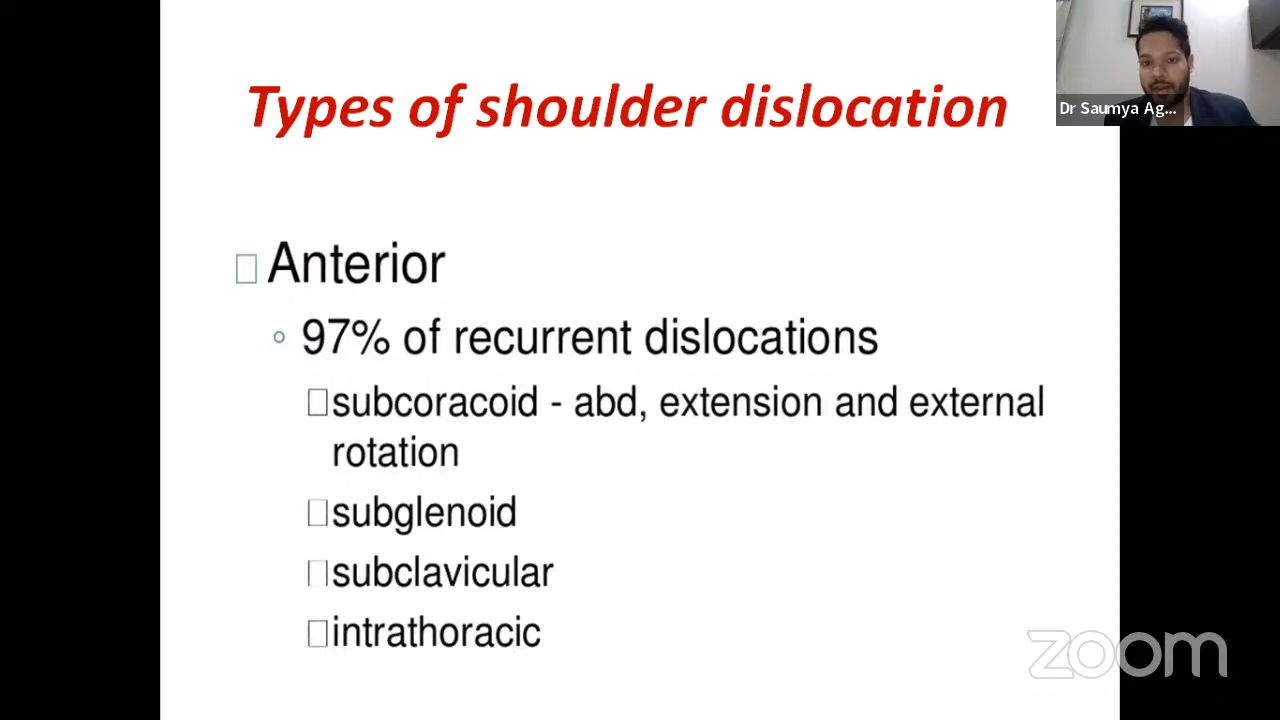 Types of shoulder dislocation
Dr Saumya Ag...
Anterior
97% of recurrent dislocations
subcoracoid - abd, extension and external
rotation
subglenoid
subclavicular
intrathoracic
zoom